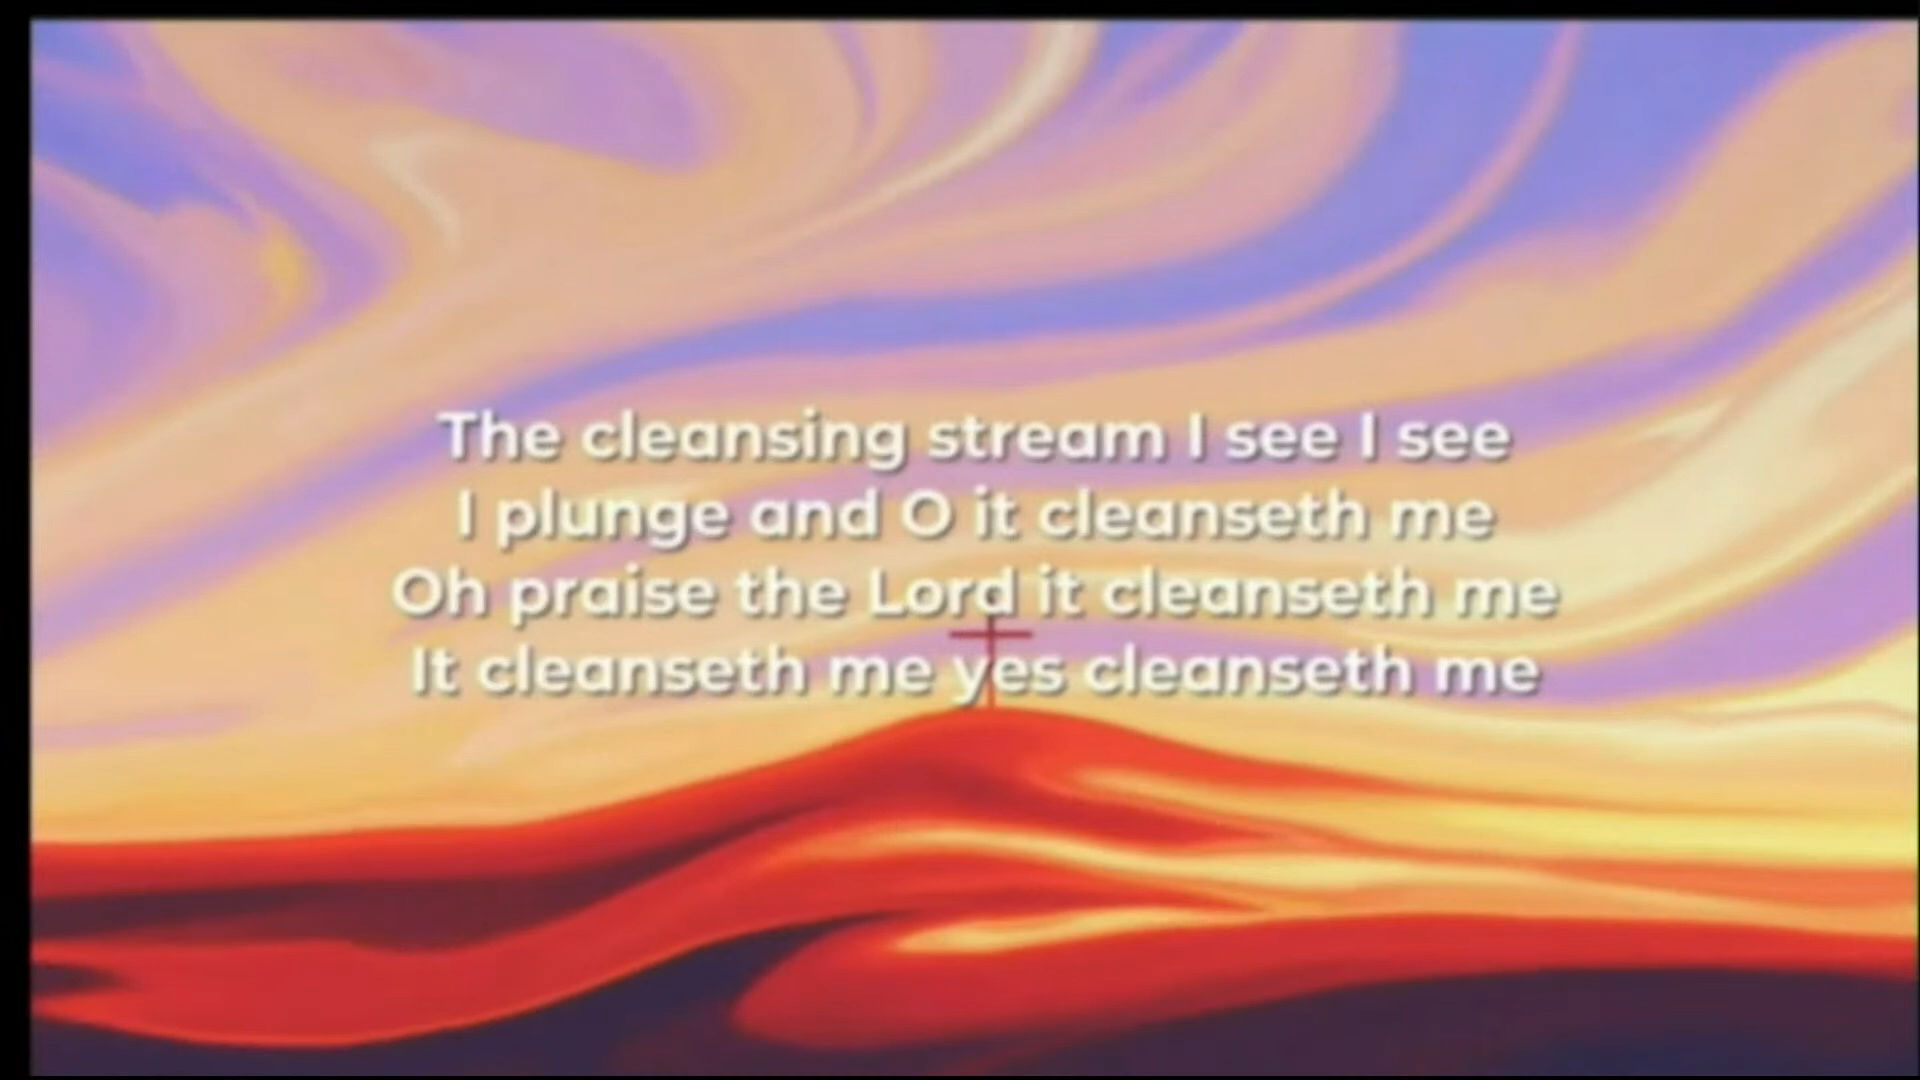 The cleansing stream I see I see
I plunge and O it cleanseth me
Oh praise the Lord it cleanseth me
It cleanseth me yes cleanseth me